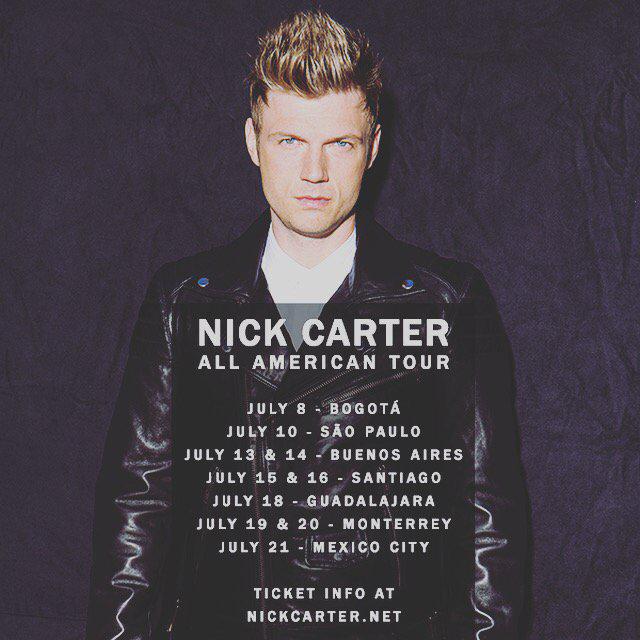 NICK CARTER
ALL AMERICAN TOUR
JULY 8 - BOGOTÁ
JULY 10 - SÃO PAULO
JULY 13 & 14 - BUENOS AIRES
JULY 15 & 16 - SANTIAGO
JULY 18 - GUADALAJARA
JULY 19 & 20 - MONTERREY
JULY 21 - MEXICO CITY
TICKET INFO AT
NICKCARTER.NET